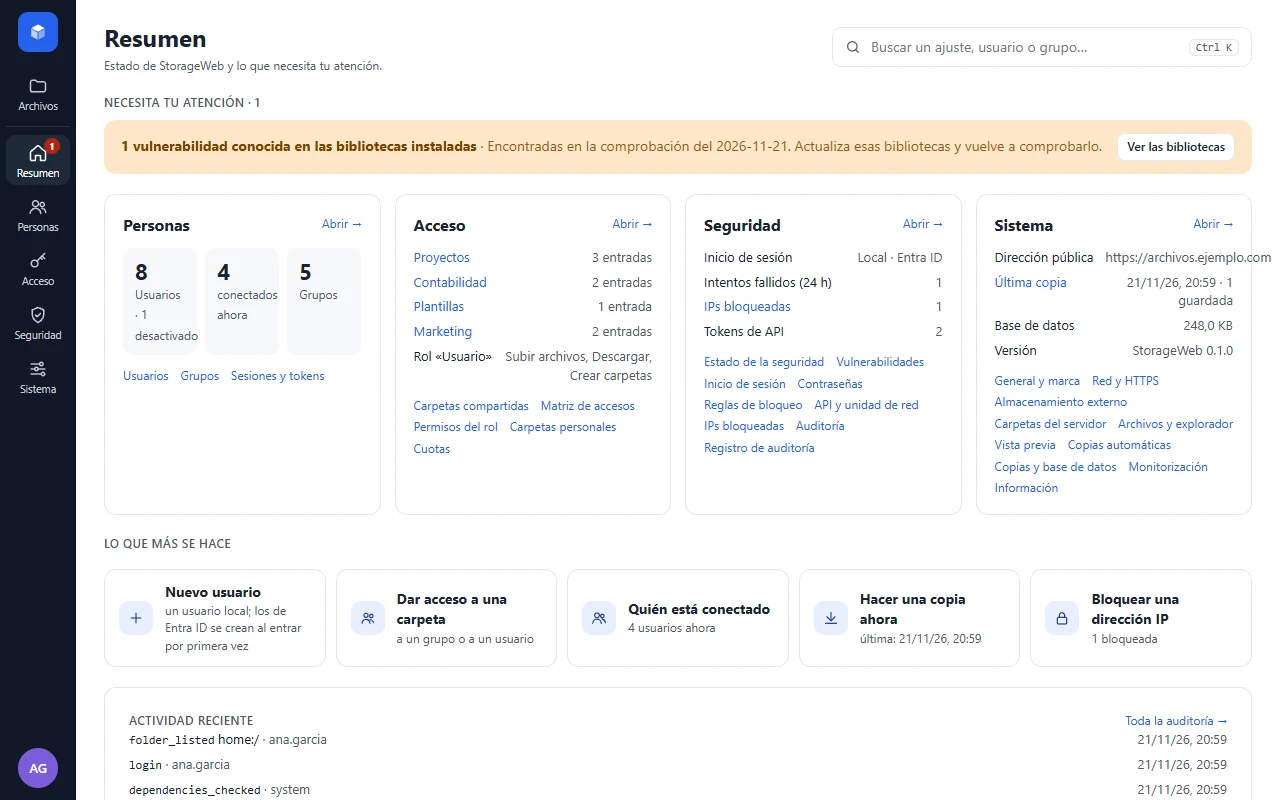 Archivos
1
Resumen
Personas
Acceso
Seguridad
Sistema
AG
Resumen
Estado de StorageWeb y lo que necesita tu atención.
Buscar un ajuste, usuario o grupo...
Ctrl K
NECESITA TU ATENCIÓN · 1
1 vulnerabilidad conocida en las bibliotecas instaladas · Encontradas en la comprobación del 2026-11-21. Actualiza esas bibliotecas y vuelve a comprobarlo.
Ver las bibliotecas
Personas Abrir →
8
Usuarios
· 1
desactivado
4
conectados
ahora
5
Grupos
Usuarios Grupos Sesiones y tokens
Acceso Abrir →
Proyectos 3 entradas
Contabilidad 2 entradas
Plantillas 1 entrada
Marketing 2 entradas
Rol «Usuario» Subir archivos, Descargar,
Crear carpetas
Carpetas compartidas Matriz de accesos
Permisos del rol Carpetas personales
Cuotas
Seguridad Abrir →
Inicio de sesión Local · Entra ID
Intentos fallidos (24 h) 1
IPs bloqueadas 1
Tokens de API 2
Estado de la seguridad Vulnerabilidades
Inicio de sesión Contraseñas
Reglas de bloqueo API y unidad de red
IPs bloqueadas Auditoría
Registro de auditoría
Sistema Abrir →
Dirección pública https://archivos.ejemplo.com
Última copia 21/11/26, 20:59 · 1
guardada
Base de datos 248,0 KB
Versión StorageWeb 0.1.0
General y marca Red y HTTPS
Almacenamiento externo
Carpetas del servidor Archivos y explorador
Vista previa Copias automáticas
Copias y base de datos Monitorización
Información
LO QUE MÁS SE HACE
Nuevo usuario
un usuario local; los de
Entra ID se crean al entrar
por primera vez
Dar acceso a una
carpeta
a un grupo o a un usuario
Quién está conectado
4 usuarios ahora
Hacer una copia
ahora
última: 21/11/26, 20:59
Bloquear una
dirección IP
1 bloqueada
ACTIVIDAD RECIENTE Toda la auditoría →
folder_listed home:/ · ana.garcia 21/11/26, 20:59
login · ana.garcia 21/11/26, 20:59
dependencies_checked · system 21/11/26, 20:59